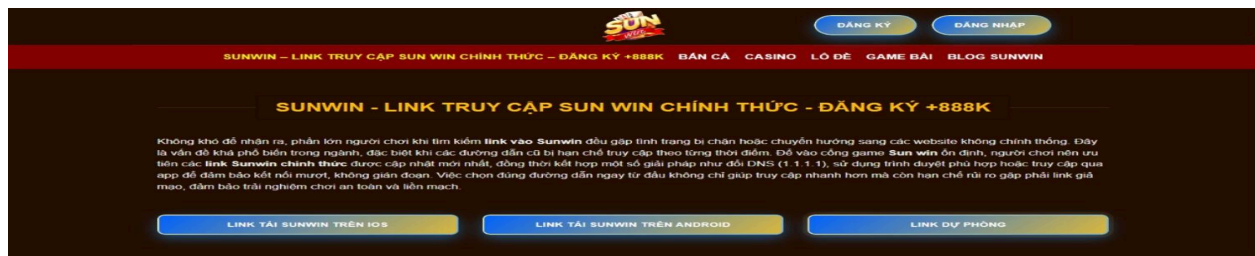 SUN
WIN
ĐĂNG KÝ
ĐĂNG NHẬP
SUNWIN – LINK TRUY CẬP SUN WIN CHÍNH THỨC – ĐĂNG KÝ +888K BẮN CÁ CASINO LÔ ĐỀ GAME BÀI BLOG SUNWIN
SUNWIN - LINK TRUY CẬP SUN WIN CHÍNH THỨC - ĐĂNG KÝ +888K
Không khó để nhận ra, phần lớn người chơi khi tìm kiếm link vào Sunwin đều gặp tình trạng bị chặn hoặc chuyển hướng sang các website không chính thống. Đây
là vấn đề khá phổ biến trong ngành, đặc biệt khi các đường dẫn cũ bị hạn chế truy cập theo từng thời điểm. Để vào cổng game Sun win ổn định, người chơi nên ưu
tiên các link Sunwin chính thức được cập nhật mới nhất, đồng thời kết hợp một số giải pháp như đổi DNS (1.1.1.1), sử dụng trình duyệt phù hợp hoặc truy cập qua
app để đảm bảo kết nối mượt, không gián đoạn. Việc chọn đúng đường dẫn ngay từ đầu không chỉ giúp truy cập nhanh hơn mà còn hạn chế rủi ro gặp phải link giả
mạo, đảm bảo trải nghiệm chơi an toàn và liền mạch.
LINK TẢI SUNWIN TRÊN IOS
LINK TẢI SUNWIN TRÊN ANDROID
LINK DỰ PHÒNG